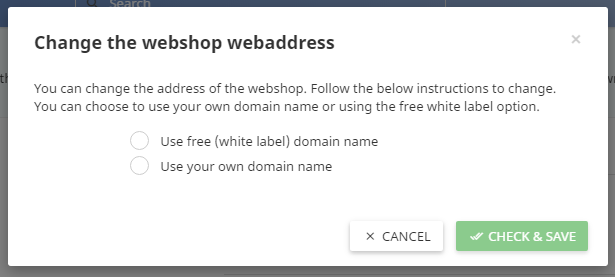 Search
Change the webshop webaddress
×
You can change the address of the webshop. Follow the below instructions to change.
You can choose to use your own domain name or using the free white label option.
Use free (white label) domain name
Use your own domain name
× CANCEL
CHECK & SAVE